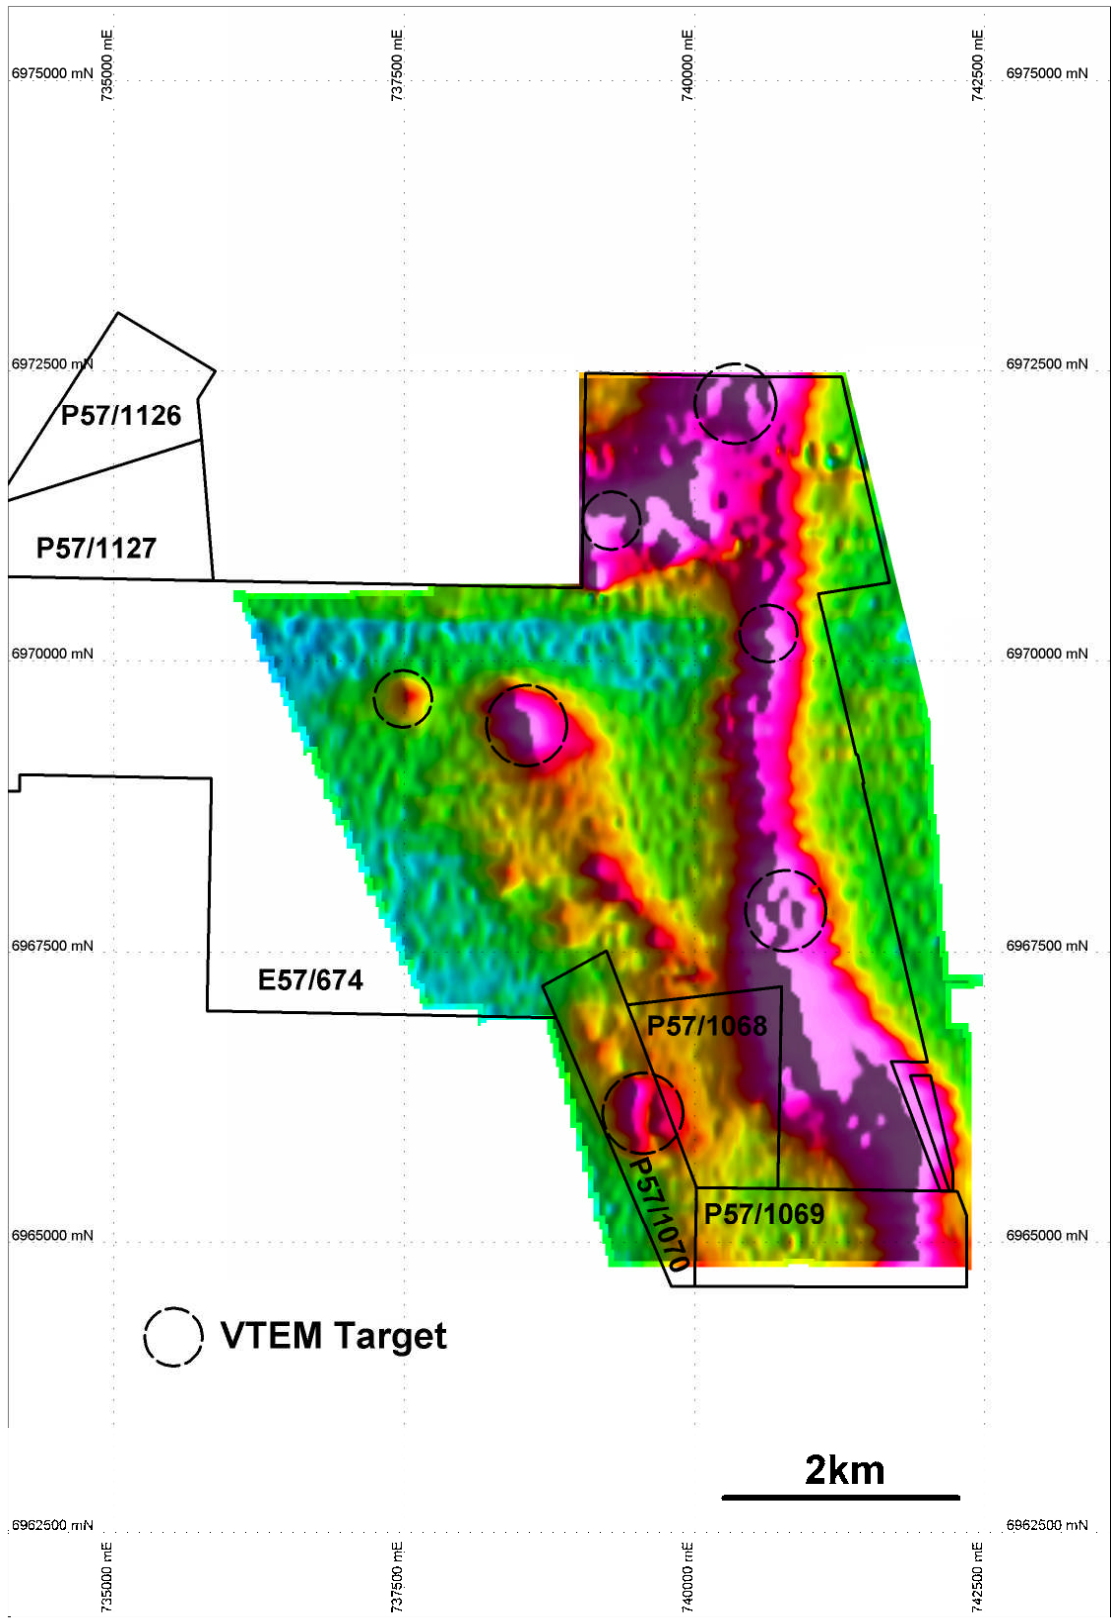 735000 mE
737500 mE
740000 mE
742500 mE
6975000 mN
6975000 mN
6972500 mN
6972500 mN
P57/1126
P57/1127
6970000 mN
6970000 mN
6967500 mN
6967500 mN
E57/674
P57/1068
P57/1070
P57/1069
6965000 mN
6965000 mN
VTEM Target
2km
6962500 mN
6962500 mN
735000 mE
737500 mE
740000 mE
742500 mE